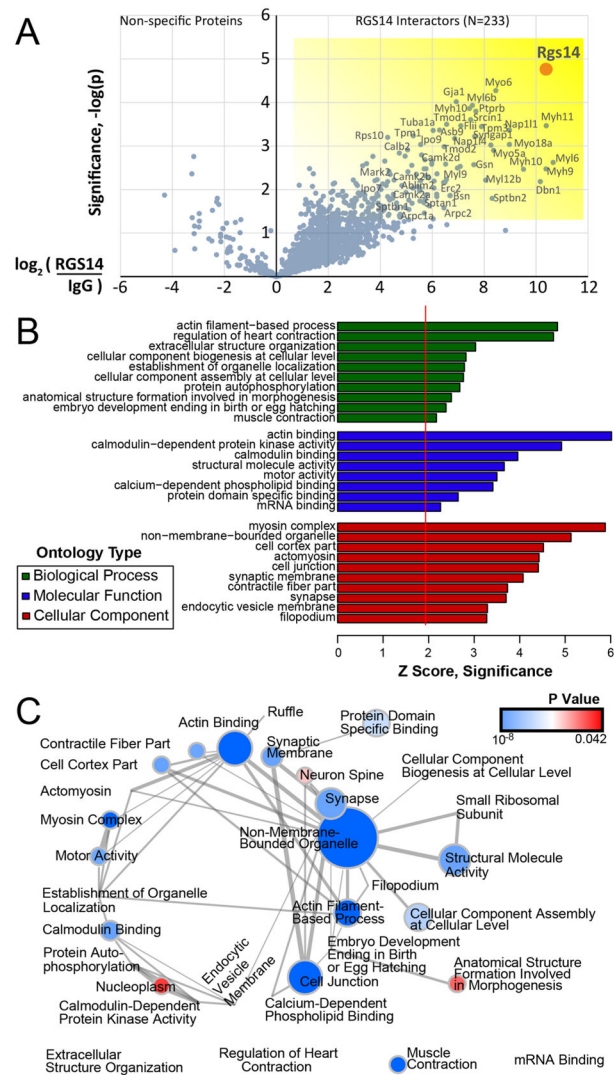 A
Non-specific Proteins
RGS14 Interactors (N=233)
Significance, -log(p)
6
5
4
3
2
1
Rgs14
Myo6
Gja1
Myl6b
Myh10
Ptprb
Tmod1
Srcin1
Tuba1a
Flii
Tpm3
Nap1l1
Myh11
Rps10
Tpm1
Asb9
Syngap1
Ipo9
Nap1l4
Myo18a
Calb2
Tmod2
Myo5a
Camk2d
Gsn
Myh10
Myl6
Mark2
Camk2b
Myl9
Myl12b
Myh9
Ipo7
Ablim2
Erc2
Dbn1
Camk2a
Bsn
Sptbn2
Sptbn1
Sptan1
Arpc1a
Arpc2
log2 ( RGS14
IgG )
-6 -4 -2 0 2 4 6 8 10 12
B
actin filament-based process
regulation of heart contraction
extracellular structure organization
cellular component biogenesis at cellular level
establishment of organelle localization
cellular component assembly at cellular level
protein autophosphorylation
anatomical structure formation involved in morphogenesis
embryo development ending in birth or egg hatching
muscle contraction
actin binding
calmodulin-dependent protein kinase activity
calmodulin binding
structural molecule activity
motor activity
calcium-dependent phospholipid binding
protein domain specific binding
mRNA binding
myosin complex
non-membrane-bounded organelle
cell cortex part
actomyosin
cell junction
synaptic membrane
contractile fiber part
synapse
endocytic vesicle membrane
filopodium
Ontology Type
Biological Process
Molecular Function
Cellular Component
0 1 2 3 4 5 6
Z Score, Significance
C
P Value
10^-8
0.042
Actin Binding
Ruffle
Protein Domain
Specific Binding
Contractile Fiber Part
Synaptic
Membrane
Cell Cortex Part
Neuron Spine
Cellular Component
Biogenesis at Cellular Level
Actomyosin
Synapse
Small Ribosomal
Subunit
Myosin Complex
Non-Membrane-
Bounded Organelle
Motor Activity
Structural Molecule
Activity
Filopodium
Establishment of Organelle
Localization
Actin Filament-
Based Process
Cellular Component Assembly
at Cellular Level
Calmodulin Binding
Embryo Development
Ending in Birth
or Egg Hatching
Protein Auto-
phosphorylation
Endocytic
Vesicle
Membrane
Anatomical Structure
Formation Involved
in Morphogenesis
Nucleoplasm
Cell Junction
Calmodulin-Dependent
Protein Kinase Activity
Calcium-Dependent
Phospholipid Binding
Extracellular
Structure Organization
Regulation of Heart
Contraction
Muscle
Contraction
mRNA Binding